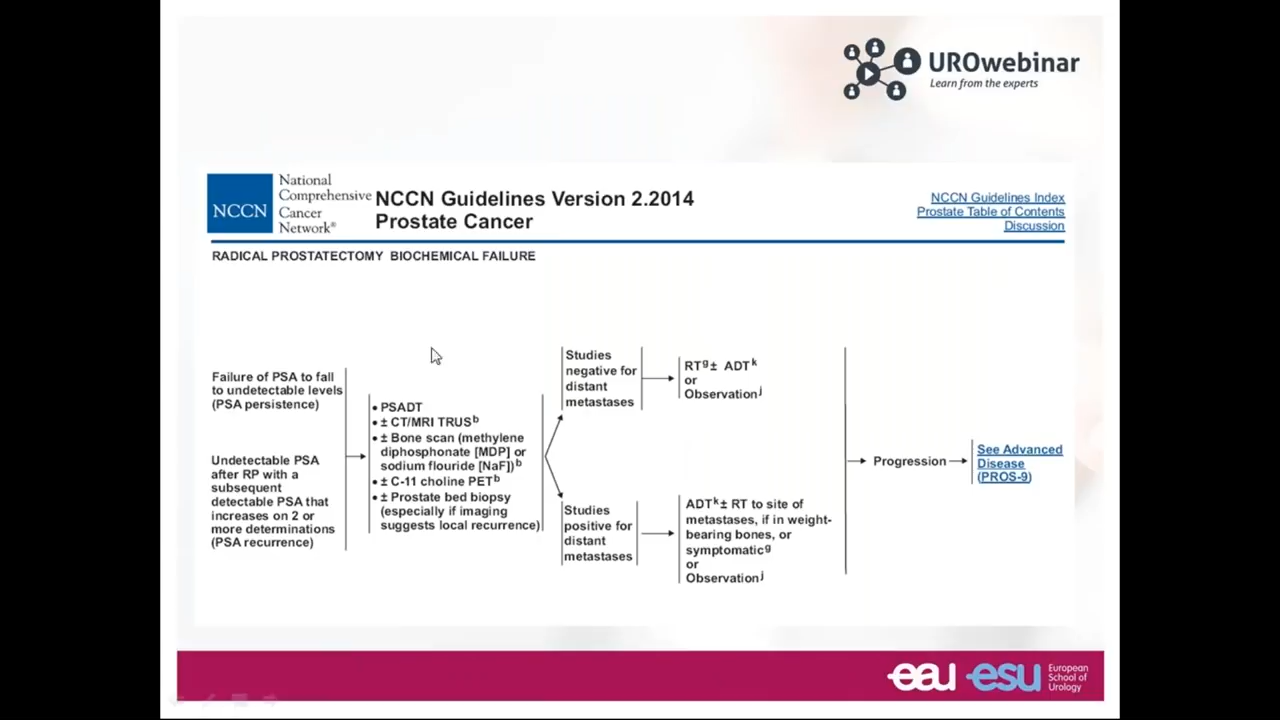 UROwebinar
Learn from the experts
NCCN
National
Comprehensive
Cancer
Network®
NCCN Guidelines Version 2.2014
Prostate Cancer
NCCN Guidelines Index
Prostate Table of Contents
Discussion
RADICAL PROSTATECTOMY BIOCHEMICAL FAILURE
Failure of PSA to fall
to undetectable levels
(PSA persistence)
Undetectable PSA
after RP with a
subsequent
detectable PSA that
increases on 2 or
more determinations
(PSA recurrence)
• PSADT
• ± CT/MRI TRUSb
• ± Bone scan (methylene
diphosphonate [MDP] or
sodium flouride [NaF])b
• ± C-11 choline PETb
• ± Prostate bed biopsy
(especially if imaging
suggests local recurrence)
Studies
negative for
distant
metastases
RTg± ADTk
or
Observationj
Studies
positive for
distant
metastases
ADTk± RT to site of
metastases, if in weight-
bearing bones, or
symptomaticg
or
Observationj
Progression
See Advanced
Disease
(PROS-9)
eau esu
European
School of
Urology